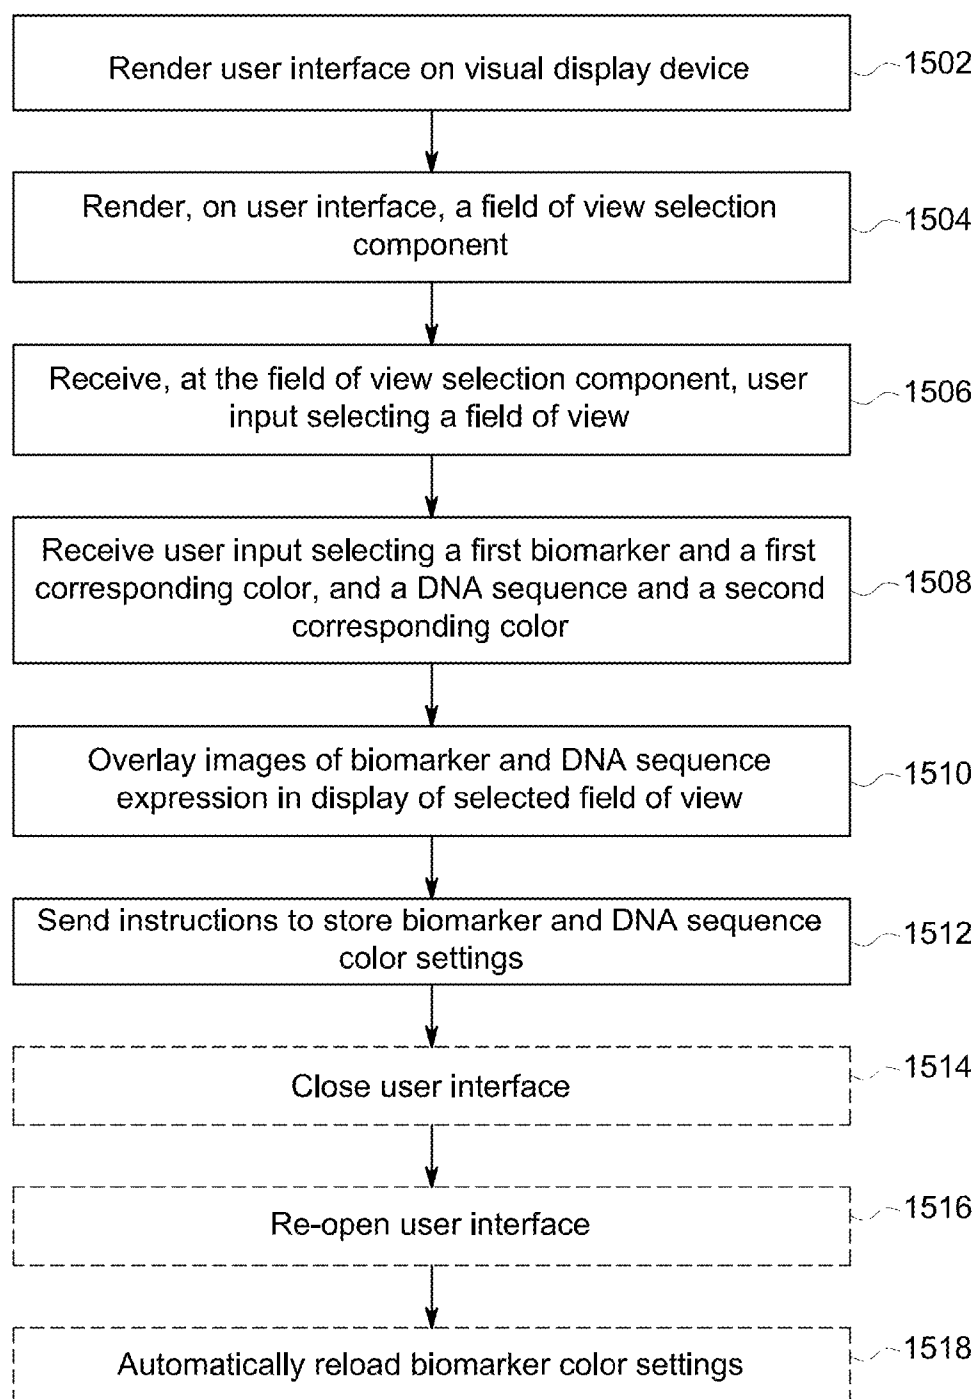 Render user interface on visual display device
1502
Render, on user interface, a field of view selection
component
1504
Receive, at the field of view selection component, user
input selecting a field of view
1506
Receive user input selecting a first biomarker and a first
corresponding color, and a DNA sequence and a second
corresponding color
1508
Overlay images of biomarker and DNA sequence
expression in display of selected field of view
1510
Send instructions to store biomarker and DNA sequence
color settings
1512
Close user interface
1514
Re-open user interface
1516
Automatically reload biomarker color settings
1518